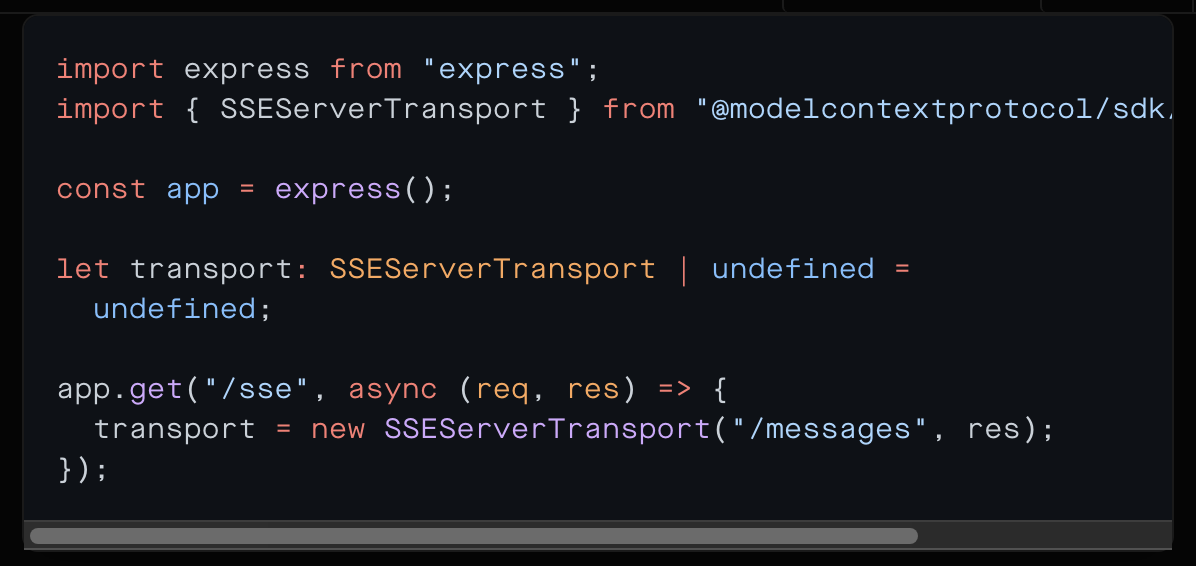 import express from "express";
import { SSEServerTransport } from "@modelcontextprotocol/sdk
const app = express();
let transport: SSEServerTransport | undefined =
undefined;
app.get("/sse", async (req, res) => {
transport = new SSEServerTransport("/messages", res);
});